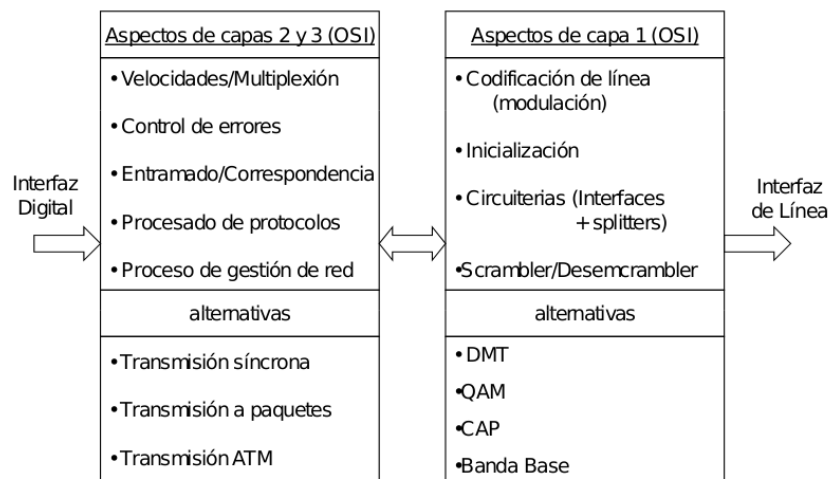 Interfaz
Digital
Aspectos de capas 2 y 3 (OSI)
• Velocidades/Multiplexión
• Control de errores
• Entramado/Correspondencia
• Procesado de protocolos
• Proceso de gestión de red
alternativas
• Transmisión síncrona
• Transmisión a paquetes
• Transmisión ATM
Aspectos de capa 1 (OSI)
• Codificación de línea
(modulación)
• Inicialización
• Circuiterias (Interfaces
+ splitters)
• Scrambler/Desemcrambler
alternativas
• DMT
•QAM
• CAP
•Banda Base
Interfaz
de Línea